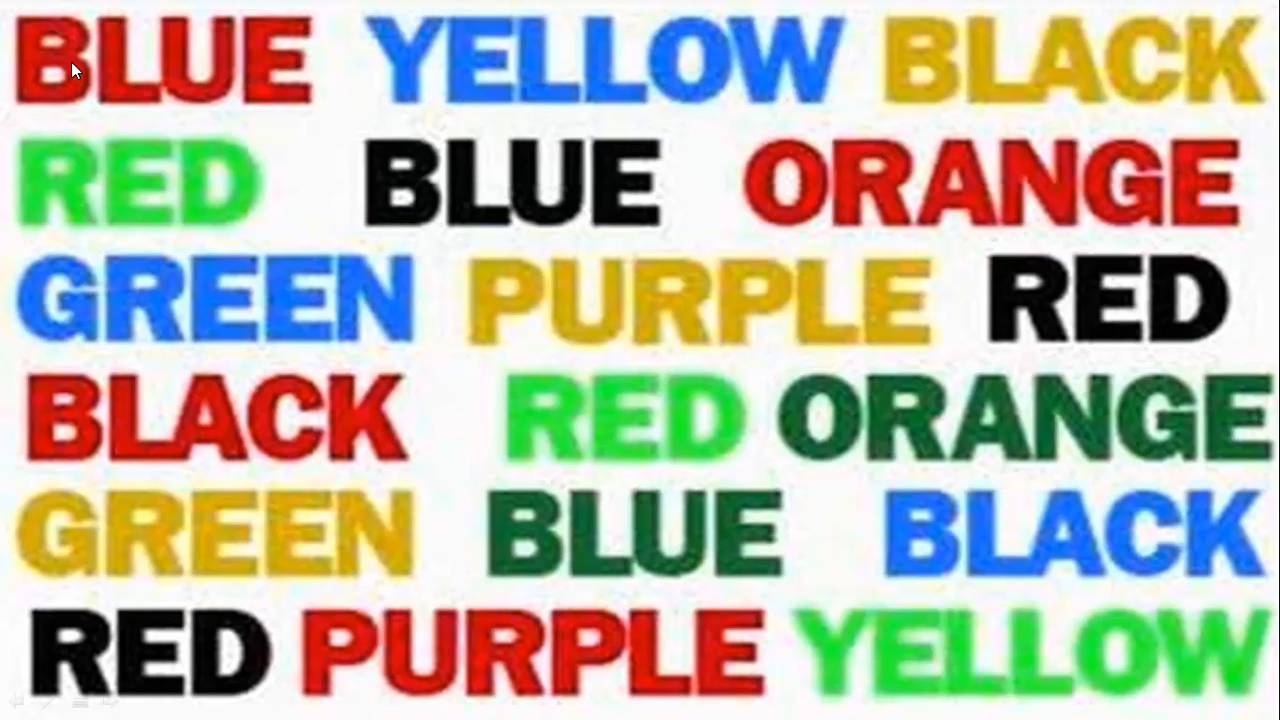 BLUE YELLOW BLACK
RED BLUE ORANGE
GREEN PURPLE RED
BLACK RED ORANGE
GREEN BLUE BLACK
RED PURPLE YELLOW